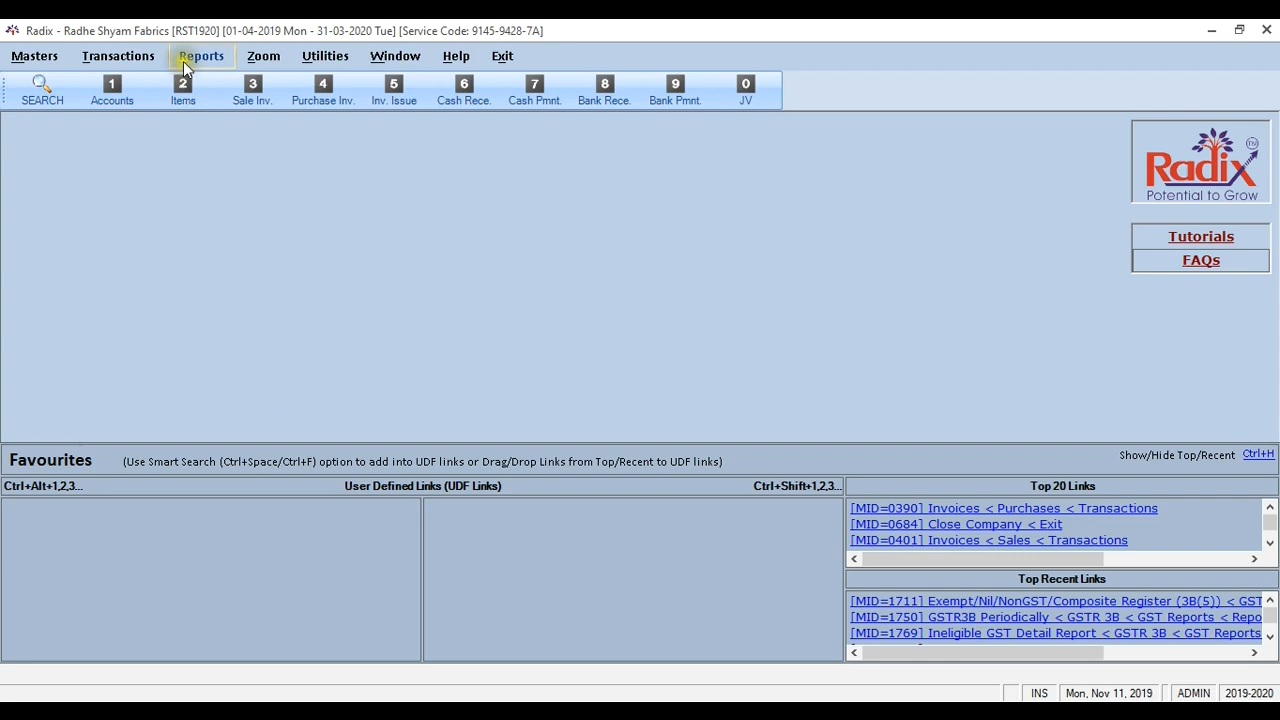 Radix - Radhe Shyam Fabrics [RST1920] [01-04-2019 Mon - 31-03-2020 Tue] [Service Code: 9145-9428-7A]
Masters Transactions Reports Zoom Utilities Window Help Exit
1 2 3 4 5 6 7 8 9 0
SEARCH Accounts Items Sale Inv. Purchase Inv. Inv. Issue Cash Rece. Cash Pmnt. Bank Rece. Bank Pmnt. JV
Radix
Potential to Grow
Tutorials
FAQs
Favourites (Use Smart Search (Ctrl+Space/Ctrl+F) option to add into UDF links or Drag/Drop Links from Top/Recent to UDF links) Show/Hide Top/Recent Ctrl+H
Ctrl+Alt+1,2,3... User Defined Links (UDF Links) Ctrl+Shift+1,2,3... Top 20 Links
[MID=0390] Invoices < Purchases < Transactions
[MID=0684] Close Company < Exit
[MID=0401] Invoices < Sales < Transactions
Top Recent Links
[MID=1711] Exempt/Nil/NonGST/Composite Register (3B(5)) < GST
[MID=1750] GSTR3B Periodically < GSTR 3B < GST Reports < Repo
[MID=1769] Ineligible GST Detail Report < GSTR 3B < GST Reports
INS Mon, Nov 11, 2019 ADMIN 2019-2020